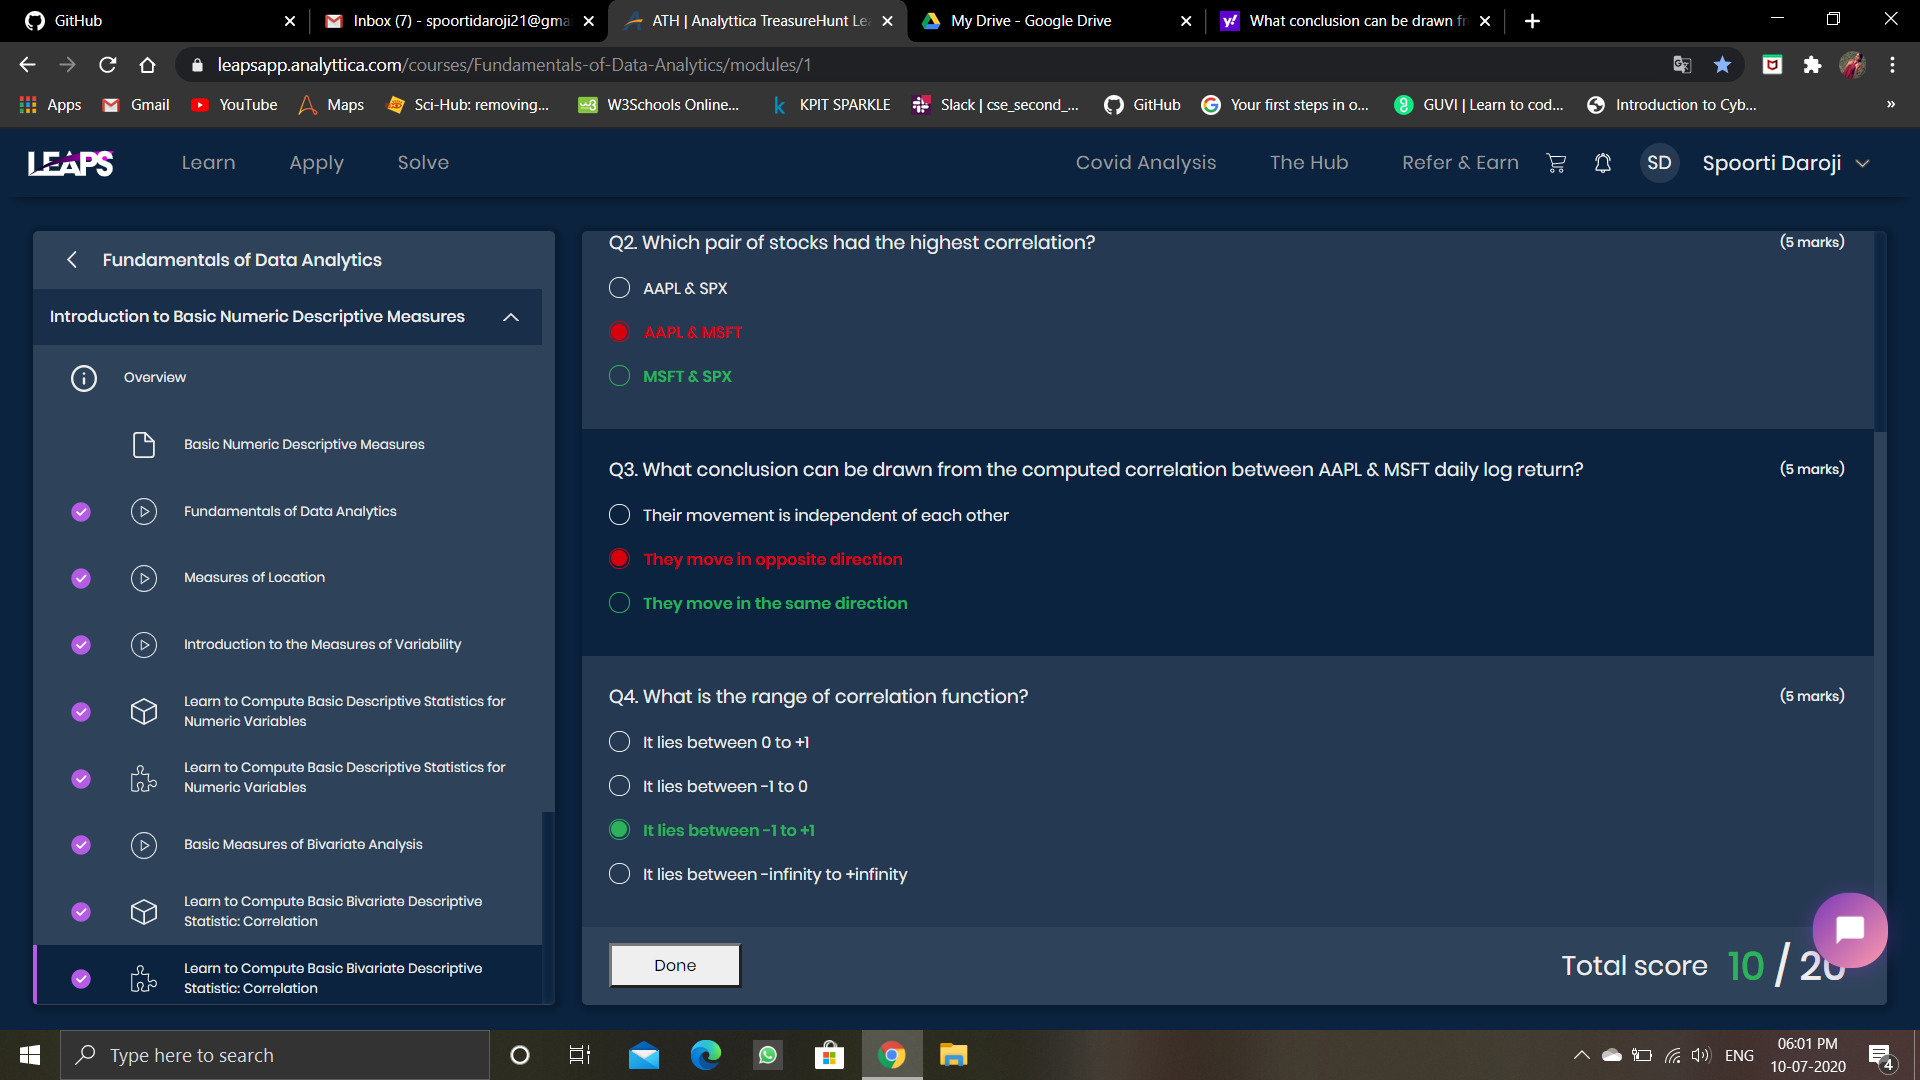 GitHub
Inbox (7) - spoortidaroji21@gma
ATH | Analyttica TreasureHunt Lea
My Drive - Google Drive
What conclusion can be drawn fr
leapsapp.analyttica.com/courses/Fundamentals-of-Data-Analytics/modules/1
Apps
Gmail
YouTube
Maps
Sci-Hub: removing...
W3Schools Online...
KPIT SPARKLE
Slack | cse_second_...
GitHub
Your first steps in o...
GUVI | Learn to cod...
Introduction to Cyb...
»
LEAPS
Learn
Apply
Solve
Covid Analysis
The Hub
Refer & Earn
SD
Spoorti Daroji
Fundamentals of Data Analytics
Introduction to Basic Numeric Descriptive Measures
Overview
Basic Numeric Descriptive Measures
Fundamentals of Data Analytics
Measures of Location
Introduction to the Measures of Variability
Learn to Compute Basic Descriptive Statistics for
Numeric Variables
Learn to Compute Basic Descriptive Statistics for
Numeric Variables
Basic Measures of Bivariate Analysis
Learn to Compute Basic Bivariate Descriptive
Statistic: Correlation
Learn to Compute Basic Bivariate Descriptive
Statistic: Correlation
Q2. Which pair of stocks had the highest correlation?
(5 marks)
AAPL & SPX
AAPL & MSFT
MSFT & SPX
Q3. What conclusion can be drawn from the computed correlation between AAPL & MSFT daily log return?
(5 marks)
Their movement is independent of each other
They move in opposite direction
They move in the same direction
Q4. What is the range of correlation function?
(5 marks)
It lies between 0 to +1
It lies between -1 to 0
It lies between -1 to +1
It lies between -infinity to +infinity
Done
Total score 10 / 20
Type here to search
ENG
06:01 PM
10-07-2020
4